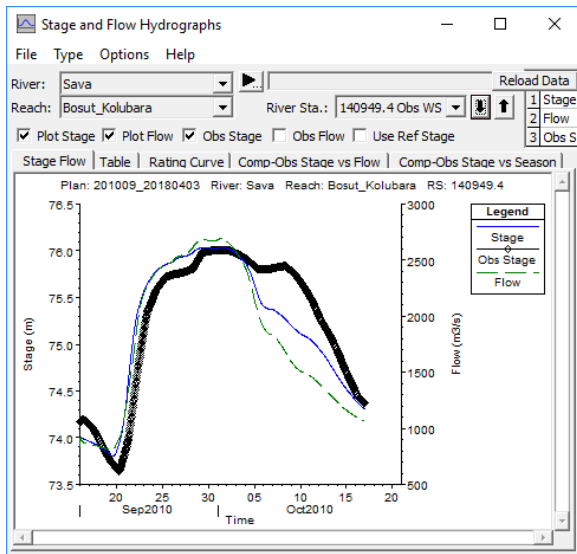 Stage and Flow Hydrographs
File Type Options Help
River: Sava Reload Data
Reach: Bosut_Kolubara River Sta.: 140949.4 Obs WS
1 Stage
2 Flow
3 Obs S
Plot Stage Plot Flow Obs Stage Obs Flow Use Ref Stage
Stage Flow Table Rating Curve Comp-Obs Stage vs Flow Comp-Obs Stage vs Season
Plan: 201009_20180403 River: Sava Reach: Bosut_Kolubara RS: 140949.4
76.5
76.0
75.5
75.0
74.5
74.0
73.5
Stage (m)
3000
2500
2000
1500
1000
500
Flow (m3/s)
Legend
Stage
Obs Stage
Flow
20 25 30 05 10 15 20
Sep2010 Oct2010
Time